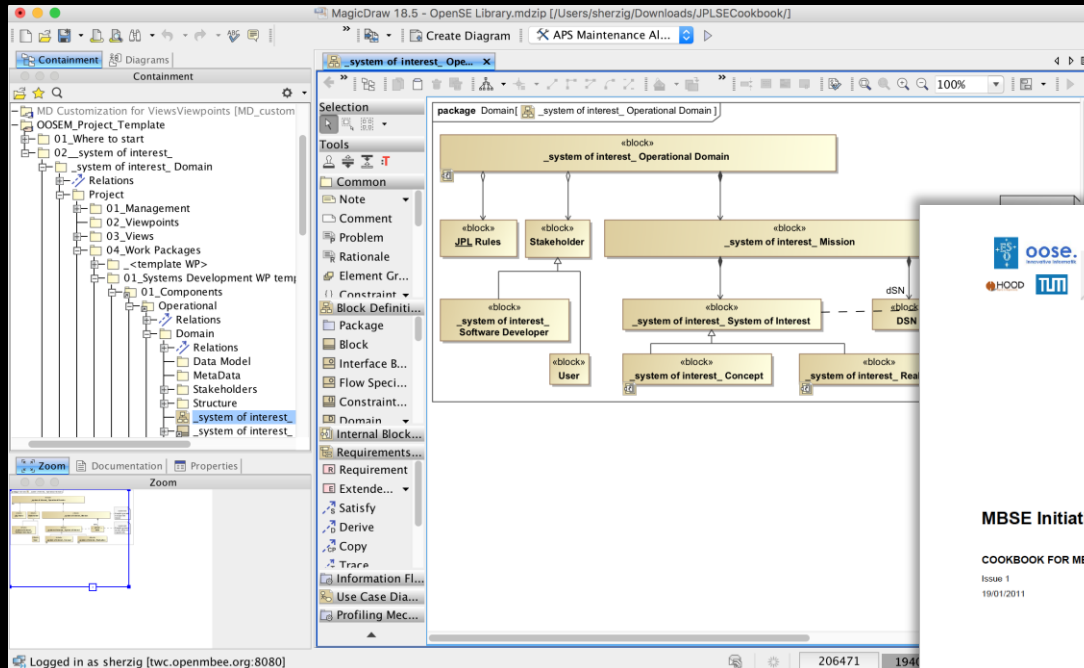 MagicDraw 18.5 - OpenSE Library.mdzip [/Users/sherzig/Downloads/JPLSECookbook/]
Create Diagram
APS Maintenance Al...
Containment
Diagrams
Containment
MD Customization for ViewsViewpoints [MD_custom
OOSEM_Project_Template
01_Where to start
02__system of interest_
_system of interest_ Domain
Relations
Project
01_Management
02_Viewpoints
03_Views
04_Work Packages
_<template WP>
01_Systems Development WP temp
01_Components
Operational
Relations
Domain
Relations
Data Model
MetaData
Stakeholders
Structure
_system of interest_
_system of interest_
Zoom
Documentation
Properties
Zoom
Logged in as sherzig [twc.openmbee.org:8080]
_system of interest_ Ope...
100%
Selection
Tools
Common
Note
Comment
Problem
Rationale
Element Gr...
Constraint
Block Definiti...
Package
Block
Interface B...
Flow Speci...
Constraint...
Domain
Internal Block...
Requirements...
Requirement
Extende...
Satisfy
Derive
Copy
Trace
Information Fl...
Use Case Dia...
Profiling Mec...
package Domain[ _system of interest_ Operational Domain ]
«block»
_system of interest_ Operational Domain
«block»
JPL Rules
«block»
Stakeholder
«block»
_system of interest_ Mission
«block»
_system of interest_
Software Developer
«block»
User
«block»
_system of interest_ System of Interest
dSN
«block»
DSN
«block»
_system of interest_ Concept
«block»
_system of interest_ Real
206471
1940
oose.
HOOD
TUM
MBSE Initiat
COOKBOOK FOR ME
Issue 1
19/01/2011